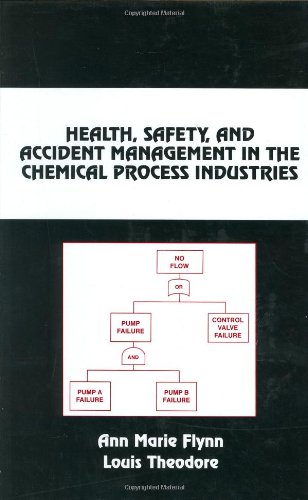 HEALTH, SAFETY, AND
ACCIDENT MANAGEMENT IN THE
CHEMICAL PROCESS INDUSTRIES
NO
FLOW
OR
PUMP
FAILURE
CONTROL
VALVE
FAILURE
AND
PUMP A
FAILURE
PUMP B
FAILURE
Ann Marie Flynn
Louis Theodore